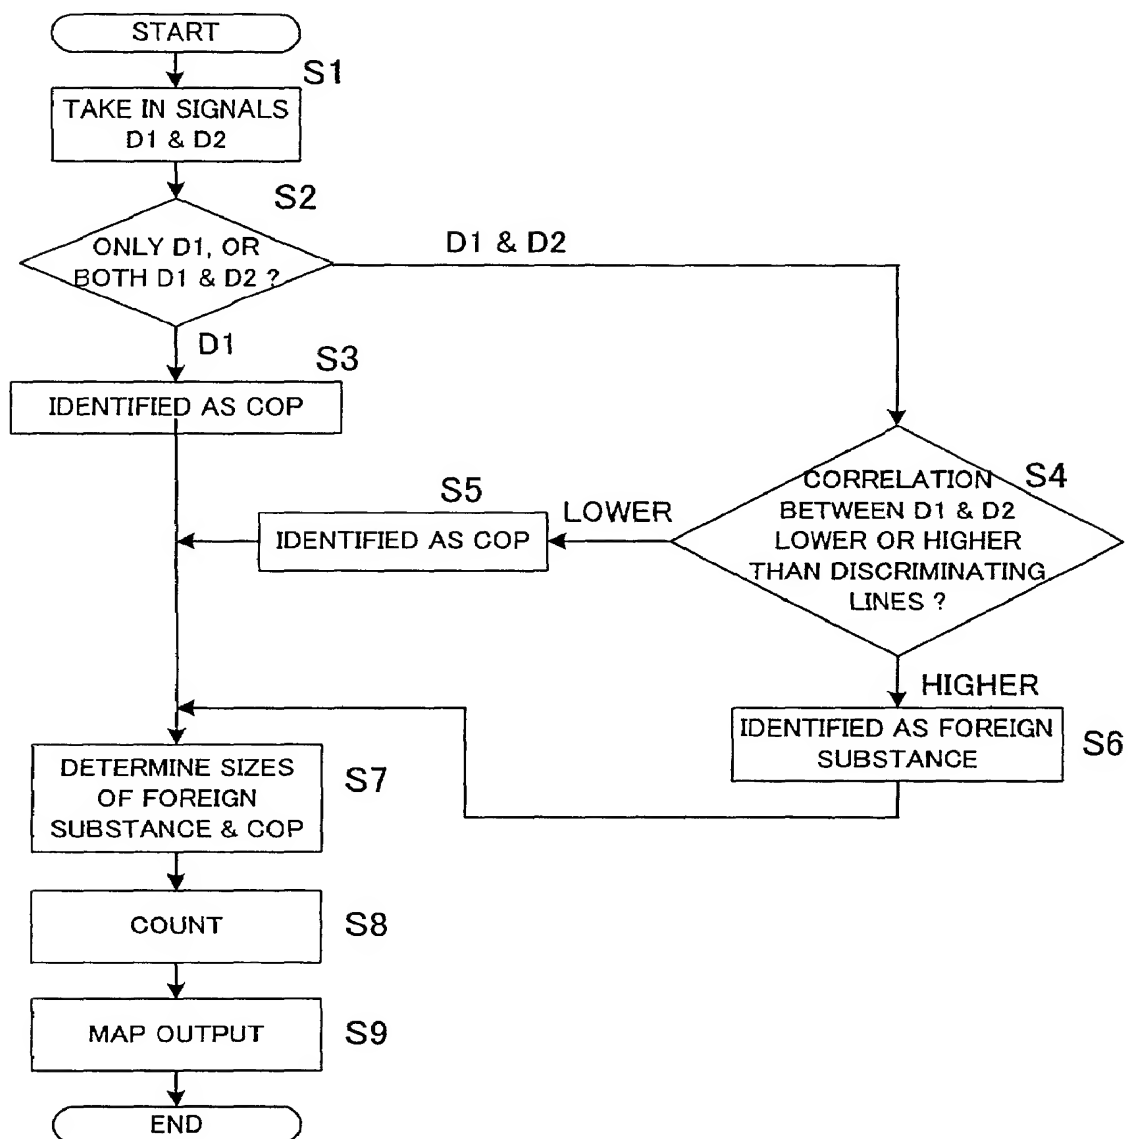 START
S1
TAKE IN SIGNALS
D1 & D2
S2
ONLY D1, OR
BOTH D1 & D2 ?
D1 & D2
D1
S3
IDENTIFIED AS COP
S4
CORRELATION
BETWEEN D1 & D2
LOWER OR HIGHER
THAN DISCRIMINATING
LINES ?
LOWER
S5
IDENTIFIED AS COP
HIGHER
IDENTIFIED AS FOREIGN
SUBSTANCE
S6
DETERMINE SIZES
OF FOREIGN
SUBSTANCE & COP
S7
COUNT
S8
MAP OUTPUT
S9
END